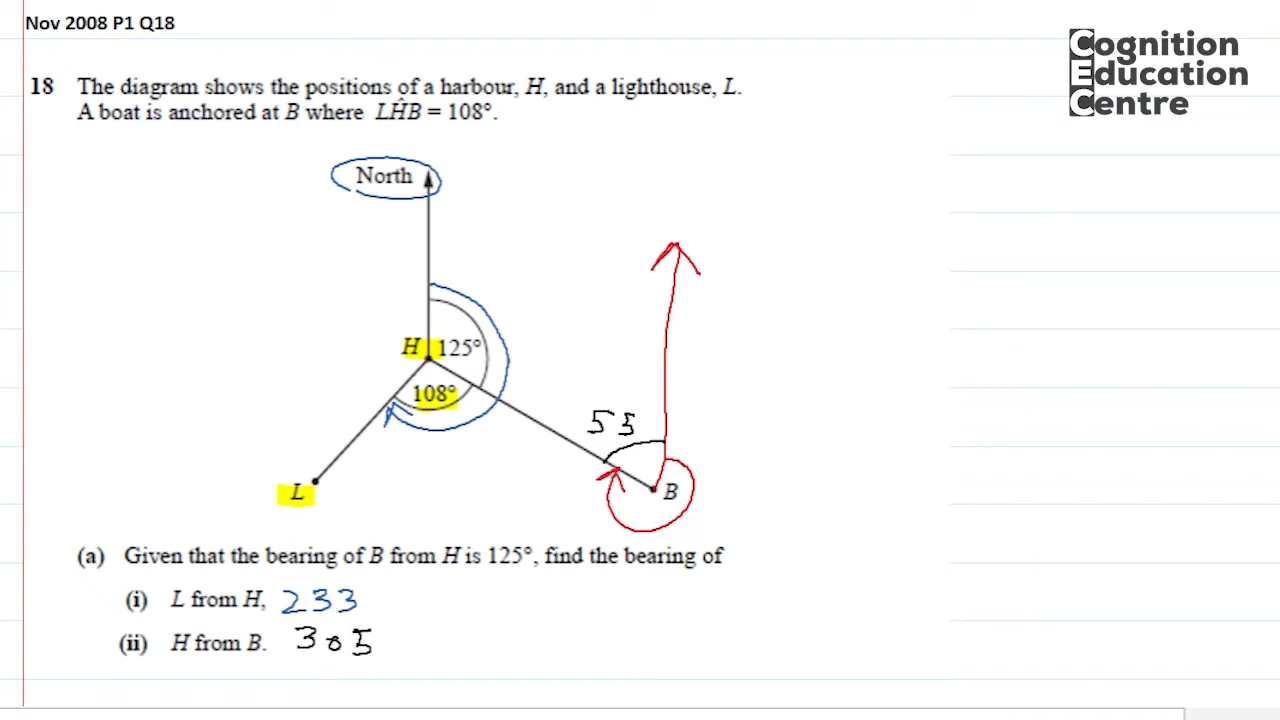 Nov 2008 P1 Q18
Cognition
Education
Centre
18 The diagram shows the positions of a harbour, H, and a lighthouse, L.
A boat is anchored at B where LĤB = 108°.
North
H 125°
108°
55
L
B
(a) Given that the bearing of B from H is 125°, find the bearing of
(i) L from H, 233
(ii) H from B. 305